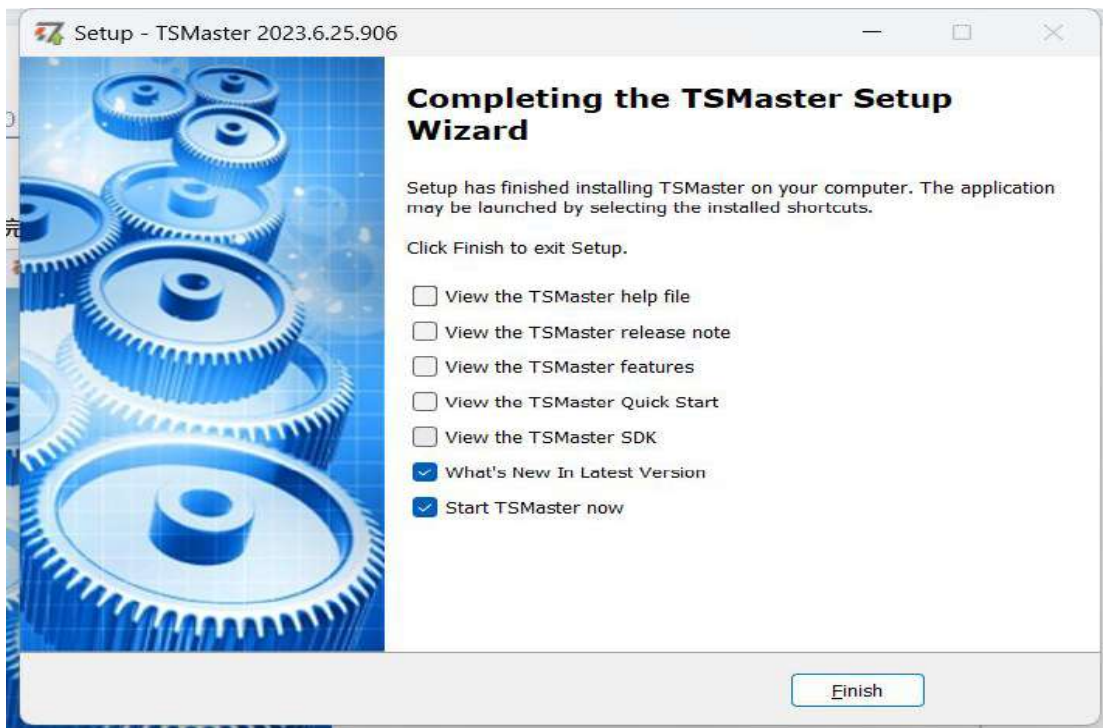 Setup - TSMaster 2023.6.25.906
Completing the TSMaster Setup
Wizard
Setup has finished installing TSMaster on your computer. The application
may be launched by selecting the installed shortcuts.
Click Finish to exit Setup.
View the TSMaster help file
View the TSMaster release note
View the TSMaster features
View the TSMaster Quick Start
View the TSMaster SDK
What's New In Latest Version
Start TSMaster now
Finish